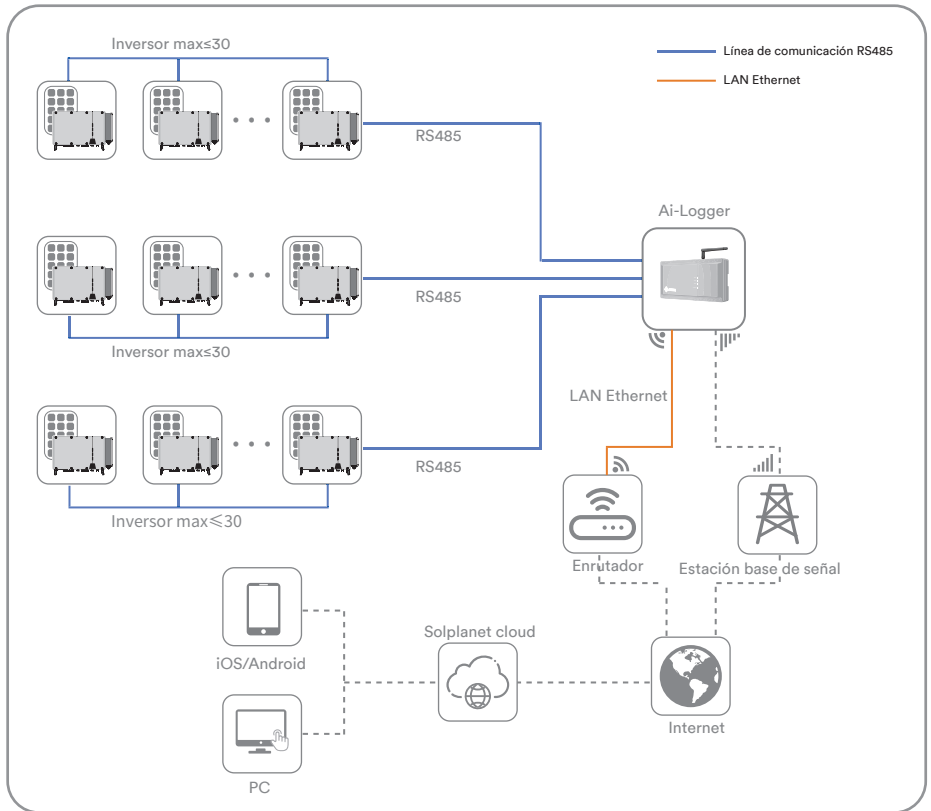 Inversor max≤30
Línea de comunicación RS485
LAN Ethernet
RS485
Ai-Logger
RS485
Inversor max≤30
LAN Ethernet
RS485
Inversor max≤30
Enrutador
Estación base de señal
Solplanet cloud
iOS/Android
Internet
PC